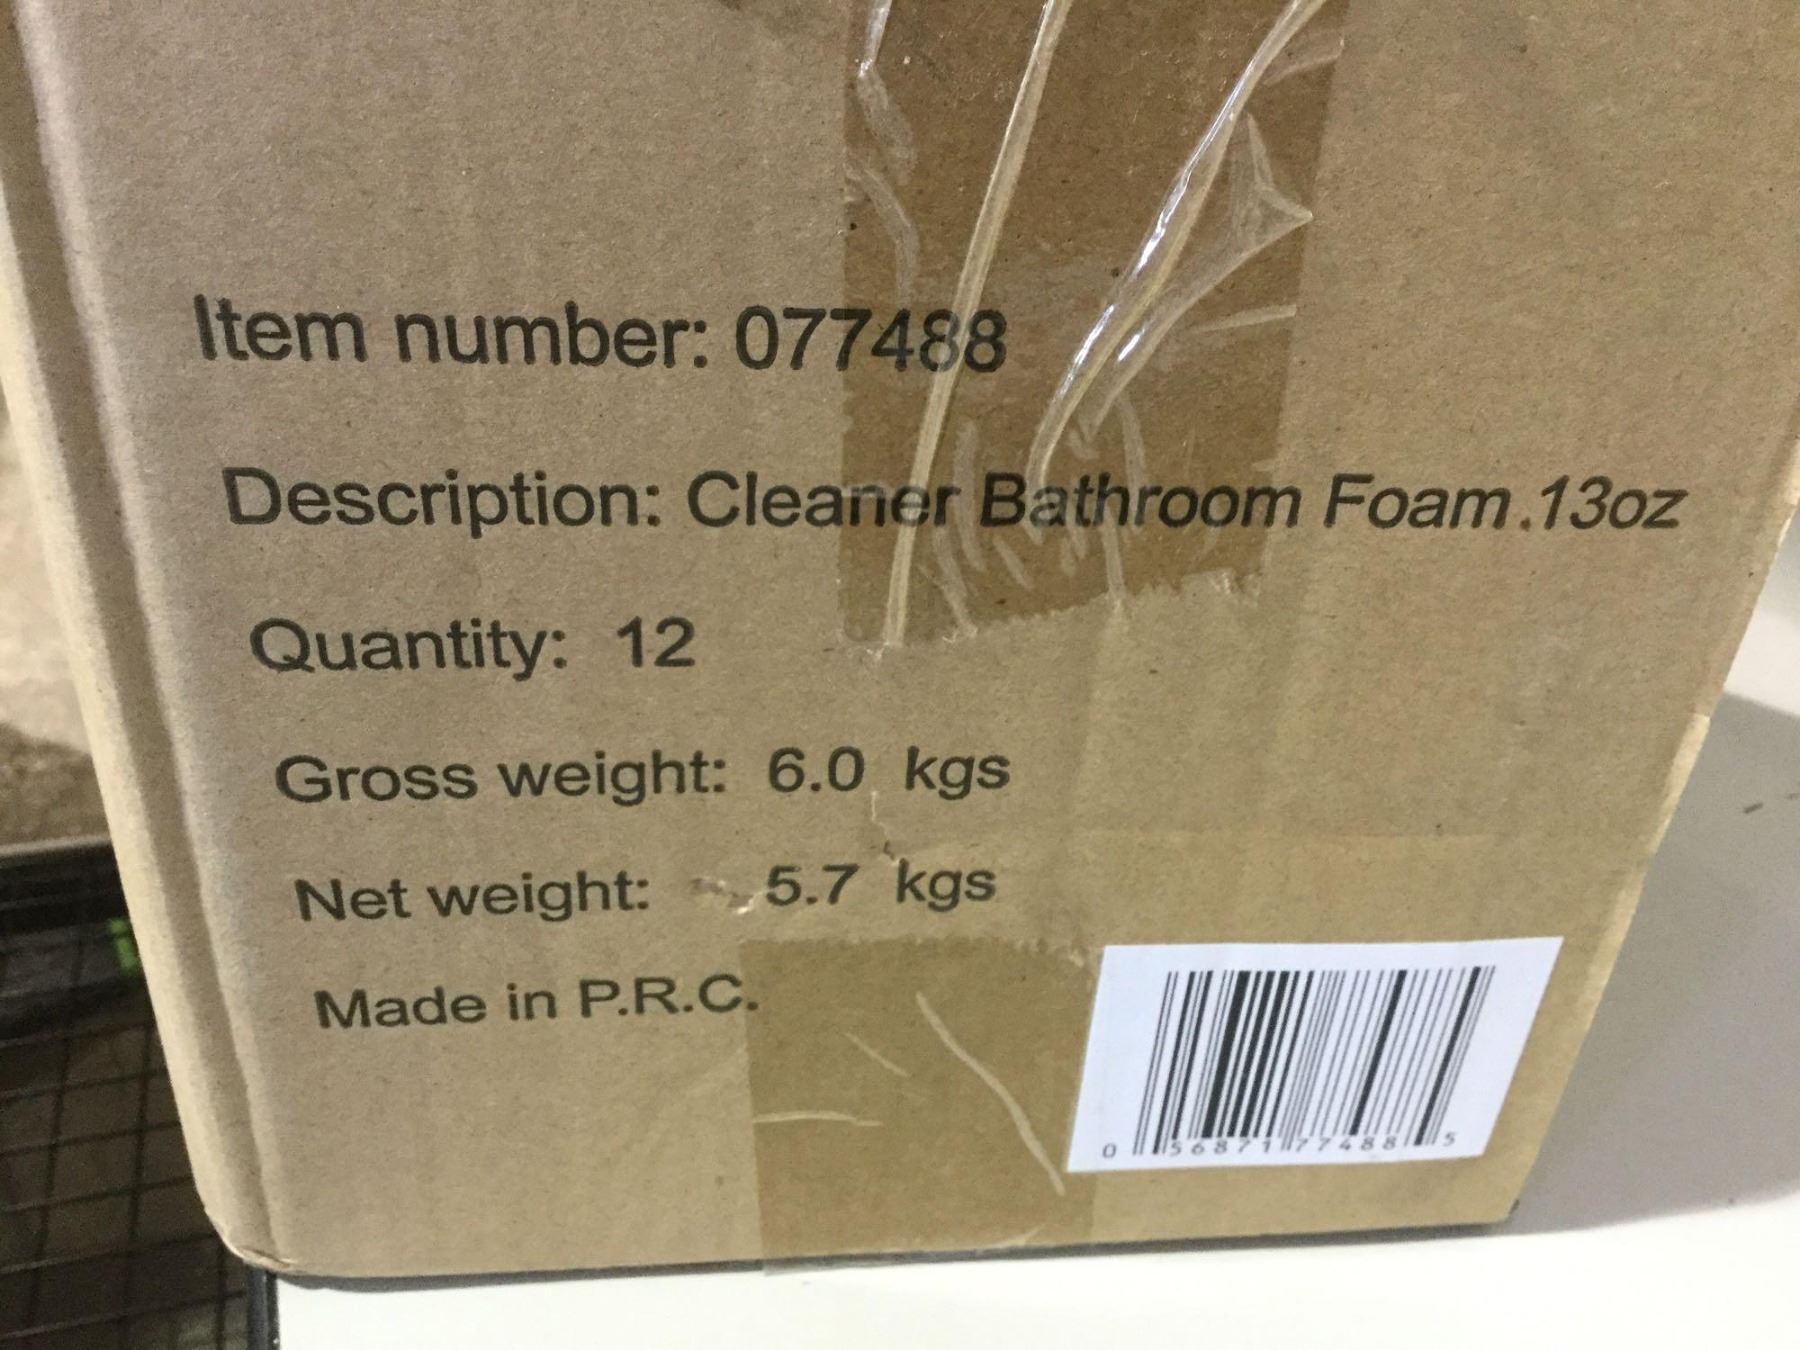 Item number: 077488
Description: Cleaner Bathroom Foam.13oz
Quantity: 12
Gross weight: 6.0 kgs
Net weight: 5.7 kgs
Made in P.R.C.
0 56871 77488 5